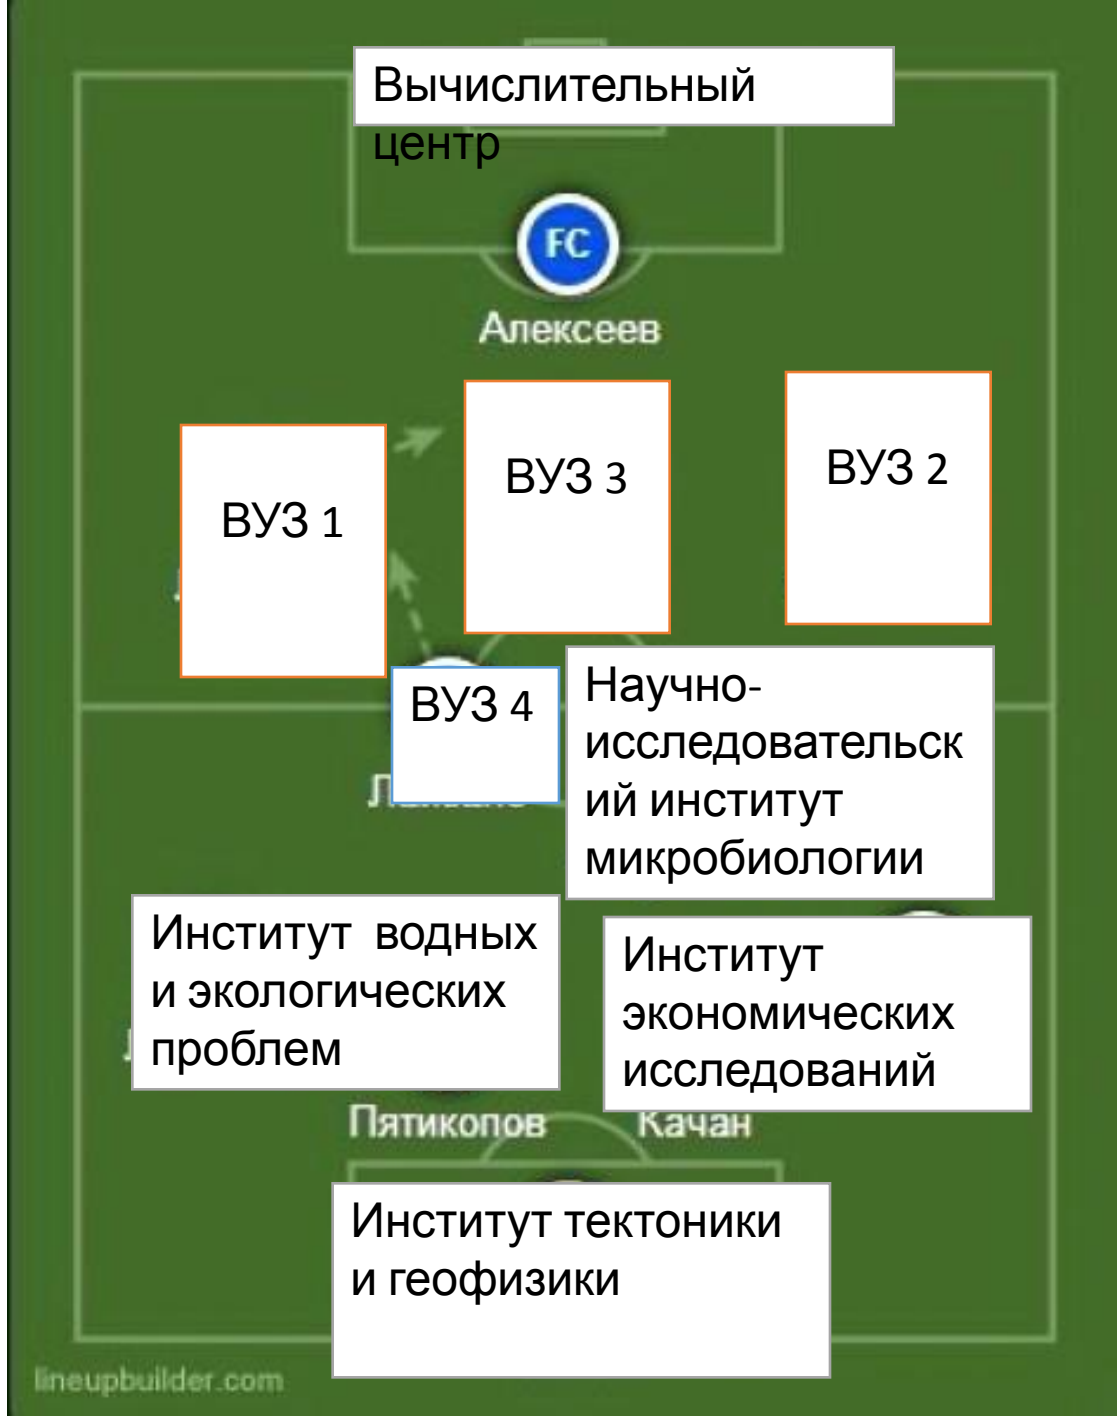 Вычислительный
центр
FC
Алексеев
ВУЗ 3
ВУЗ 2
ВУЗ 1
ВУЗ 4
Научно-
исследовательск
ий институт
микробиологии
Институт водных
и экологических
проблем
Институт
экономических
исследований
Пятикопов
Качан
Институт тектоники
и геофизики
lineupbuilder.com